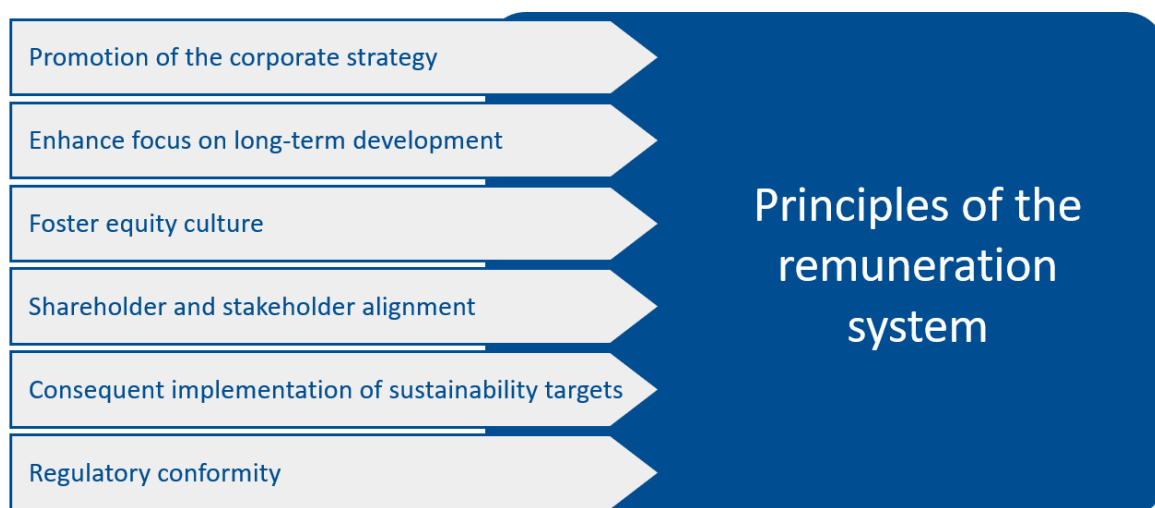 Promotion of the corporate strategy
Enhance focus on long-term development
Foster equity culture
Shareholder and stakeholder alignment
Consequent implementation of sustainability targets
Regulatory conformity
Principles of the
remuneration
system